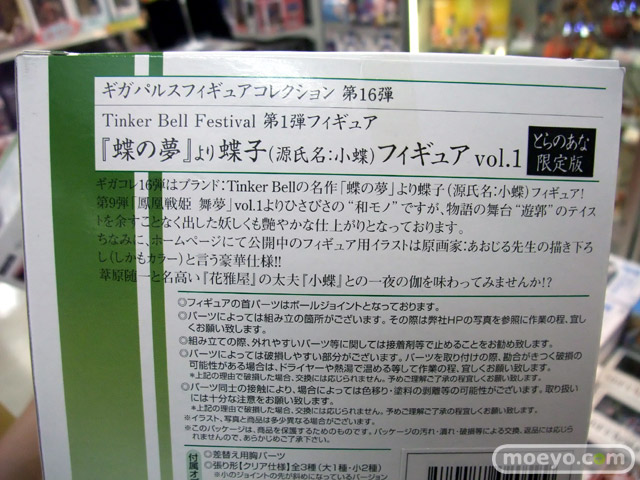 ギガパルスフィギュアコレクション 第16弾
Tinker Bell Festival 第1弾フィギュア
『蝶の夢』より蝶子(源氏名:小蝶)フィギュア vol.1
とらのあな
限定版
ギガコレ16弾はブランド:Tinker Bellの名作「蝶の夢」より蝶子(源氏名:小蝶)フィギュア!
第9弾「鳳凰戦姫 舞夢」vol.1よりひさびさの“和モノ”ですが、物語の舞台“遊郭”のテイス
トを余すことなく出した妖しくも艶やかな仕上がりとなっております。
ちなみに、ホームページにて公開中のフィギュア用イラストは原画家:あおじる先生の描き下ろ
し(しかもカラー)と言う豪華仕様!!
葦原随一と名高い『花雅屋』の太夫『小蝶』との一夜の伽を味わってみませんか!?
◎フィギュアの首パーツはボールジョイントとなっております。
◎パーツによっては組み立の箇所がございます。その際は弊社HPの写真を参照に作業の程、宜し
くお願い致します。
◎組み立ての際、外れやすいパーツ等に関しては接着剤等で止めることをお勧め致します。
◎パーツによっては破損しやすい部分がございます。パーツを取り付けの際、勘合がきつく破損の
可能性がある場合は、ドライヤーや熱湯で温める等して作業の程、宜しくお願い致します。
*上記の理由で破損した場合、交換には応じられません。予めご理解ご了承の程宜しくお願い致します。
◎パーツ同士の接触により、場合によっては色移り・塗料の剥離等の可能性がございます。取り扱い
には十分な注意をお願い致します。
*上記の理由で破損した場合、交換には応じられません。予めご理解ご了承の程宜しくお願い致します。
※イラスト、写真と商品は多少異なる場合がございます。
※このパッケージは、商品を保護するためのものです。パッケージの汚れ・潰れ・破損等による交換、返品には応じら
れませんので、あらかじめご了承下さい。
付属オ
◎差替え用胸パーツ
◎張り形【クリア仕様】全3種(大1種・小2種)
※小のジョイントの先が斜めになっているバージョン
moeyo.com